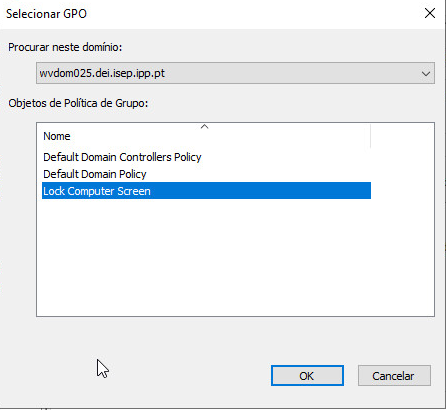 Selecionar GPO
Procurar neste domínio:
wvdom025.dei.isep.ipp.pt
Objetos de Política de Grupo:
Nome
Default Domain Controllers Policy
Default Domain Policy
Lock Computer Screen
OK
Cancelar